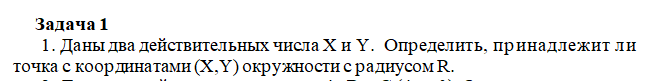 Задача 1
1. Даны два действительных числа X и Y. Определить, принадлежит ли
точка с координатами (X,Y) окружности с радиусом R.